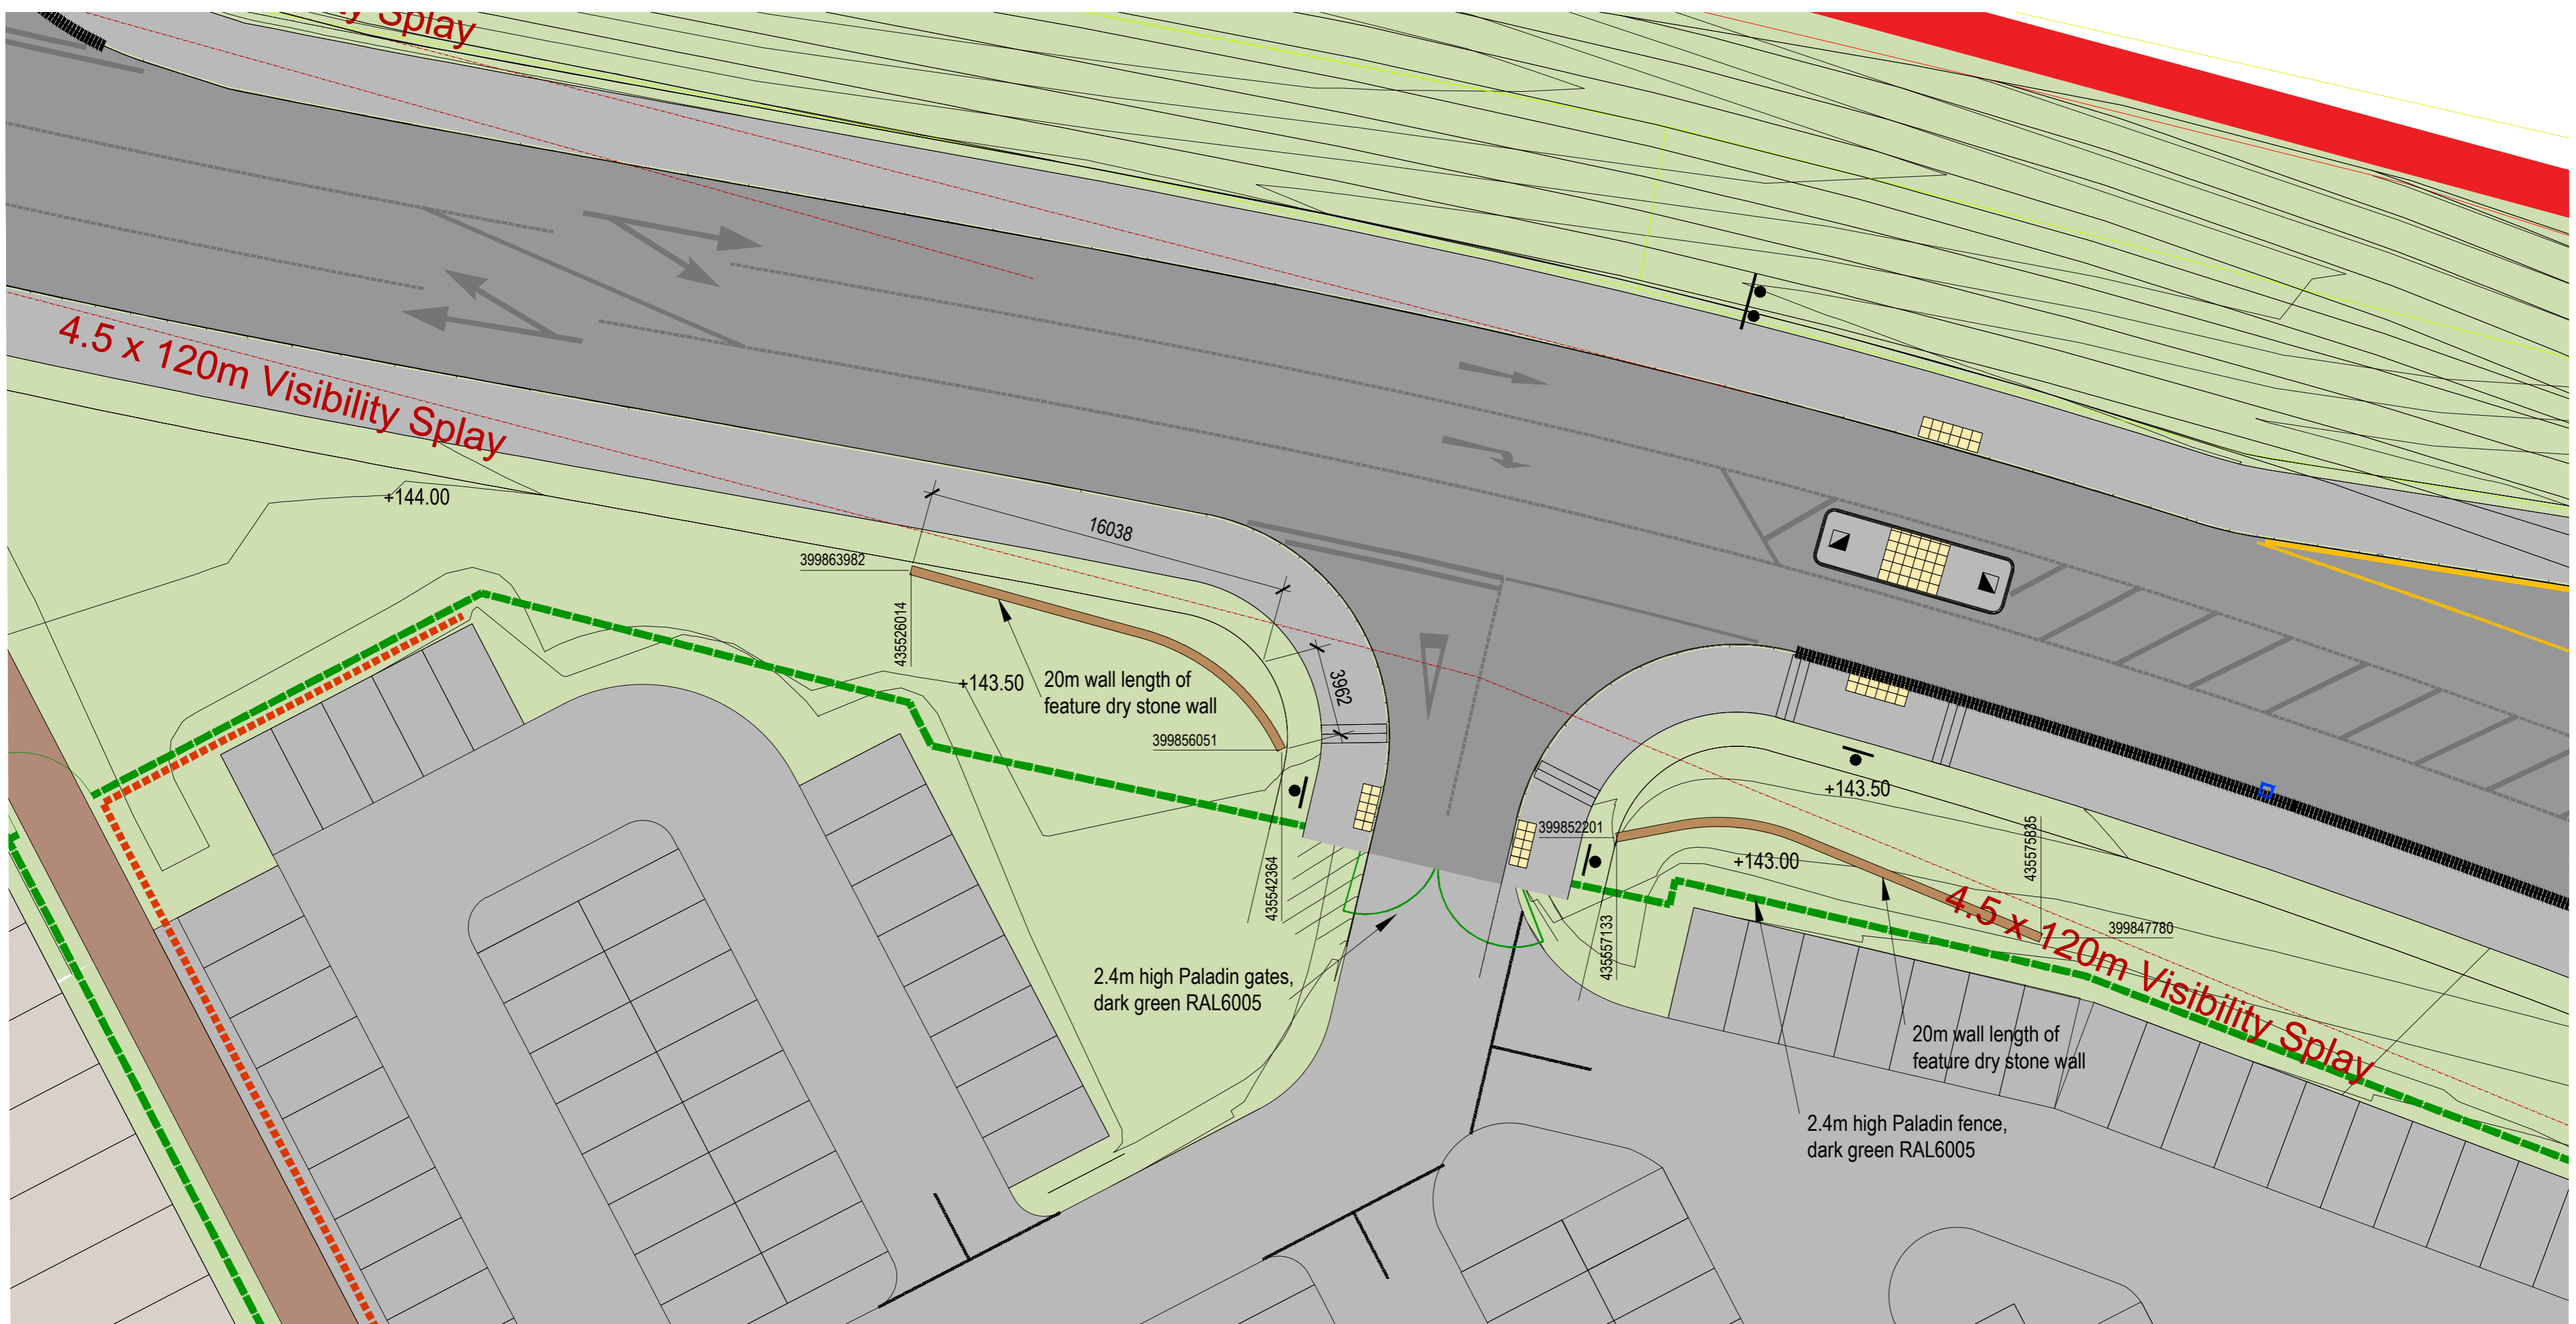 Splay
4.5 x 120m Visibility Splay
+144.00
16038
399863982
435526014
+143.50
20m wall length of
feature dry stone wall
3962
399856051
435542364
2.4m high Paladin gates,
dark green RAL6005
399852201
435557133
+143.50
+143.00
435575835
399847780
4.5 x 120m Visibility Splay
20m wall length of
feature dry stone wall
2.4m high Paladin fence,
dark green RAL6005